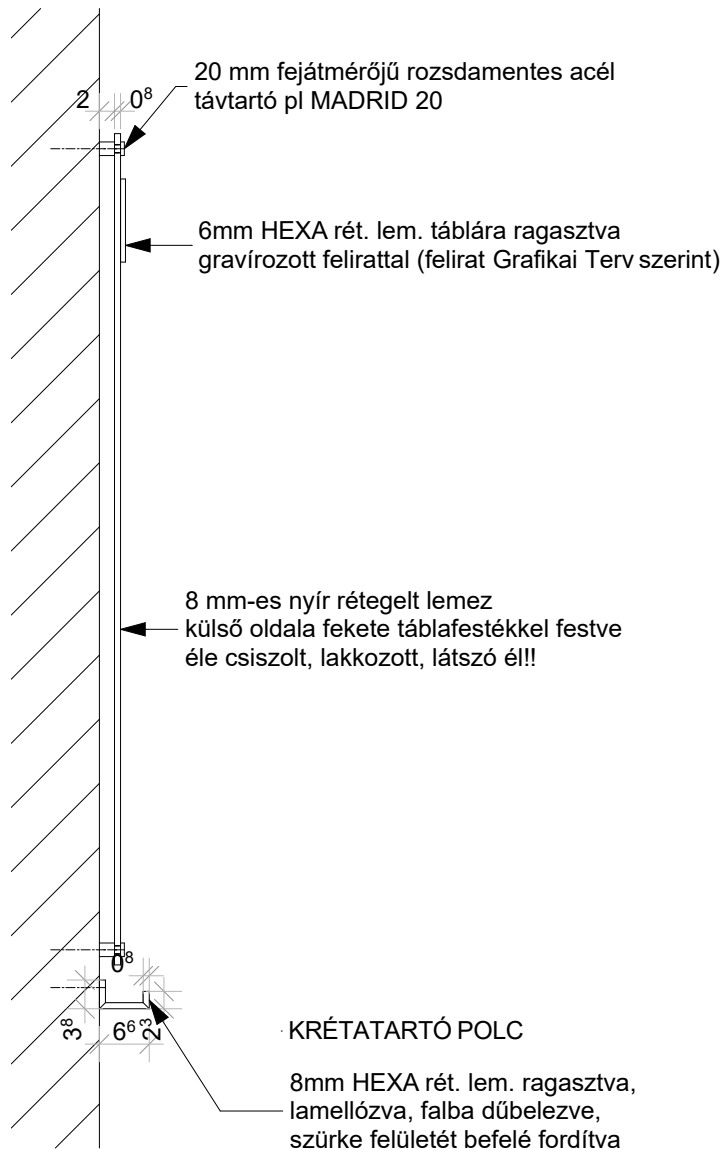 20 mm fejátmérőjű rozsdamentes acél
távtartó pl MADRID 20
2 0⁸
6mm HEXA rét. lem. táblára ragasztva
gravírozott felirattal (felirat Grafikai Terv szerint)
8 mm-es nyír rétegelt lemez
külső oldala fekete táblafestékkel festve
éle csiszolt, lakkozott, látszó él!!
0⁸
3⁸ 6⁶ 2³
KRÉTATARTÓ POLC
8mm HEXA rét. lem. ragasztva,
lamellózva, falba dűbelezve,
szürke felületét befelé fordítva